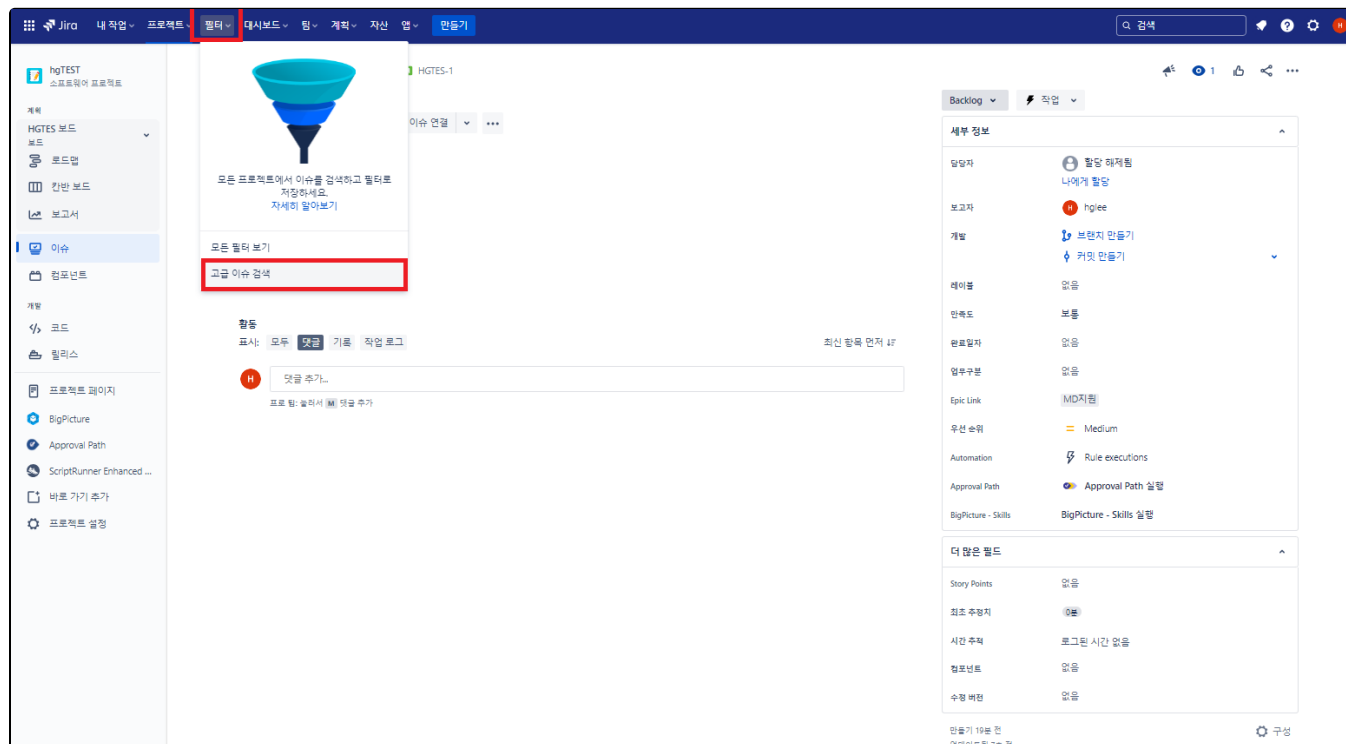 Jira 내 작업 프로젝트 필터 대시보드 팀 계획 자산 앱 만들기 검색 H
hgTEST
소프트웨어 프로젝트
계획
HGTES 보드
보드
로드맵
칸반 보드
보고서
이슈
컴포넌트
개발
코드
릴리스
프로젝트 페이지
BigPicture
Approval Path
ScriptRunner Enhanced ...
바로 가기 추가
프로젝트 설정
모든 프로젝트에서 이슈를 검색하고 필터로
저장하세요.
자세히 알아보기
모든 필터 보기
고급 이슈 검색
HGTES-1
1
이슈 연결
활동
표시: 모두 댓글 기록 작업 로그 최신 항목 먼저
H 댓글 추가...
프로 팁: 눌러서 M 댓글 추가
Backlog 작업
세부 정보
담당자 할당 해제됨
나에게 할당
보고자 H hglee
개발 브랜치 만들기
커밋 만들기
레이블 없음
만족도 보통
완료일자 없음
업무구분 없음
Epic Link MD지원
우선 순위 Medium
Automation Rule executions
Approval Path Approval Path 실행
BigPicture - Skills BigPicture - Skills 실행
더 많은 필드
Story Points 없음
최초 추정치 0분
시간 추적 로그된 시간 없음
컴포넌트 없음
수정 버전 없음
만들기 19분 전
구성